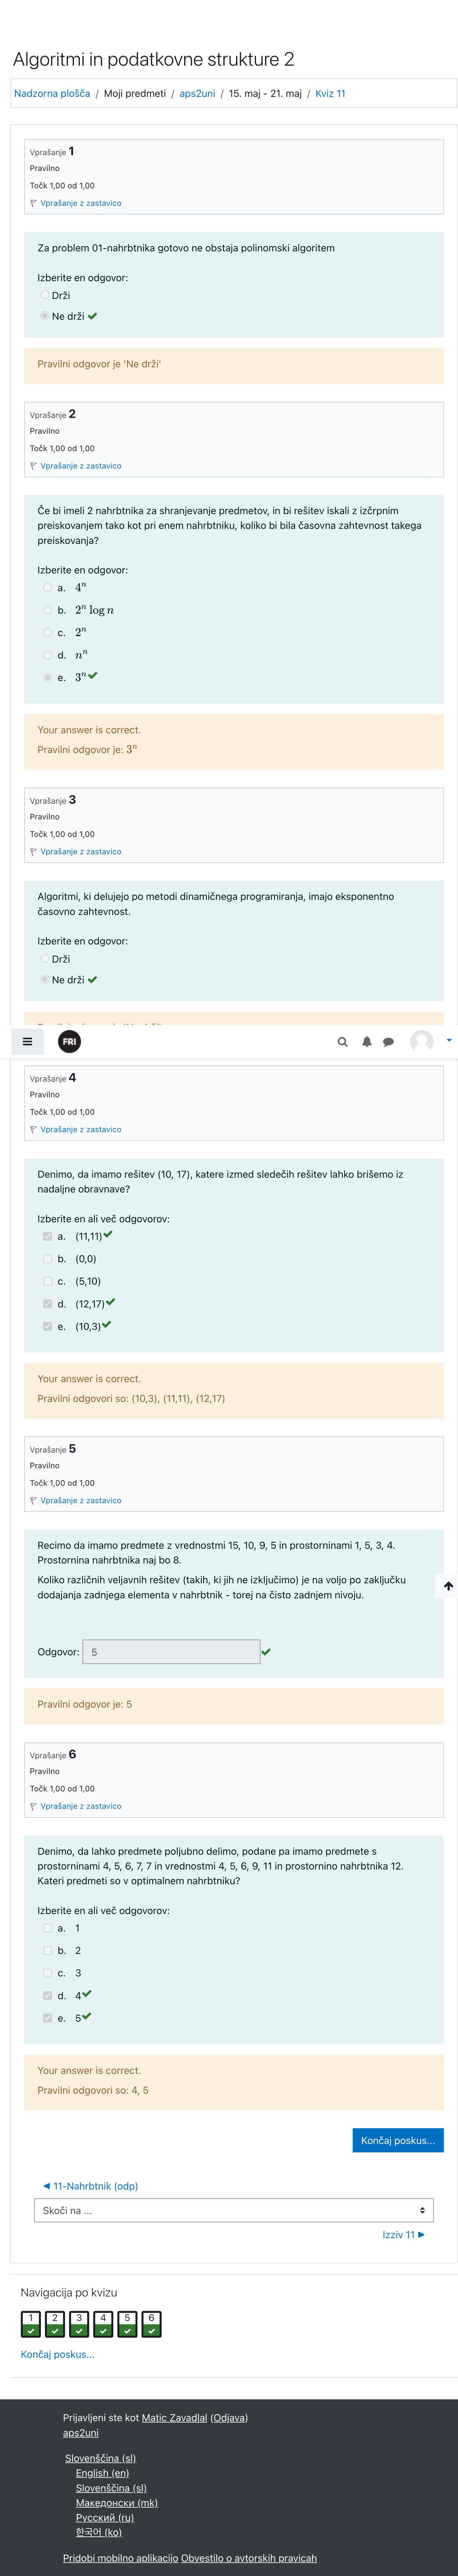 Algoritmi in podatkovne strukture 2
Nadzorna plošča / Moji predmeti / aps2uni / 15. maj - 21. maj / Kviz 11
Vprašanje 1
Pravilno
Točk 1,00 od 1,00
Vprašanje z zastavico
Za problem 01-nahrbtnika gotovo ne obstaja polinomski algoritem
Izberite en odgovor:
Drži
Ne drži
Pravilni odgovor je 'Ne drži'
Vprašanje 2
Pravilno
Točk 1,00 od 1,00
Vprašanje z zastavico
Če bi imeli 2 nahrbtnika za shranjevanje predmetov, in bi rešitev iskali z izčrpnim
preiskovanjem tako kot pri enem nahrbtniku, koliko bi bila časovna zahtevnost takega
preiskovanja?
Izberite en odgovor:
a. 4ⁿ
b. 2ⁿ log n
c. 2ⁿ
d. nⁿ
e. 3ⁿ
Your answer is correct.
Pravilni odgovor je: 3ⁿ
Vprašanje 3
Pravilno
Točk 1,00 od 1,00
Vprašanje z zastavico
Algoritmi, ki delujejo po metodi dinamičnega programiranja, imajo eksponentno
časovno zahtevnost.
Izberite en odgovor:
Drži
Ne drži
FRI
Vprašanje 4
Pravilno
Točk 1,00 od 1,00
Vprašanje z zastavico
Denimo, da imamo rešitev (10, 17), katere izmed sledečih rešitev lahko brišemo iz
nadaljne obravnave?
Izberite en ali več odgovorov:
a. (11,11)
b. (0,0)
c. (5,10)
d. (12,17)
e. (10,3)
Your answer is correct.
Pravilni odgovori so: (10,3), (11,11), (12,17)
Vprašanje 5
Pravilno
Točk 1,00 od 1,00
Vprašanje z zastavico
Recimo da imamo predmete z vrednostmi 15, 10, 9, 5 in prostorninami 1, 5, 3, 4.
Prostornina nahrbtnika naj bo 8.
Koliko različnih veljavnih rešitev (takih, ki jih ne izključimo) je na voljo po zaključku
dodajanja zadnjega elementa v nahrbtnik - torej na čisto zadnjem nivoju.
Odgovor: 5
Pravilni odgovor je: 5
Vprašanje 6
Pravilno
Točk 1,00 od 1,00
Vprašanje z zastavico
Denimo, da lahko predmete poljubno delimo, podane pa imamo predmete s
prostorninami 4, 5, 6, 7, 7 in vrednostmi 4, 5, 6, 9, 11 in prostornino nahrbtnika 12.
Kateri predmeti so v optimalnem nahrbtniku?
Izberite en ali več odgovorov:
a. 1
b. 2
c. 3
d. 4
e. 5
Your answer is correct.
Pravilni odgovori so: 4, 5
Končaj poskus...
◄ 11-Nahrbtnik (odp)
Skoči na ...
Izziv 11 ►
Navigacija po kvizu
1 2 3 4 5 6
Končaj poskus...
Prijavljeni ste kot Matic Zavadlal (Odjava)
aps2uni
Slovenščina (sl)
English (en)
Slovenščina (sl)
Македонски (mk)
Русский (ru)
한국어 (ko)
Pridobi mobilno aplikacijo Obvestilo o avtorskih pravicah